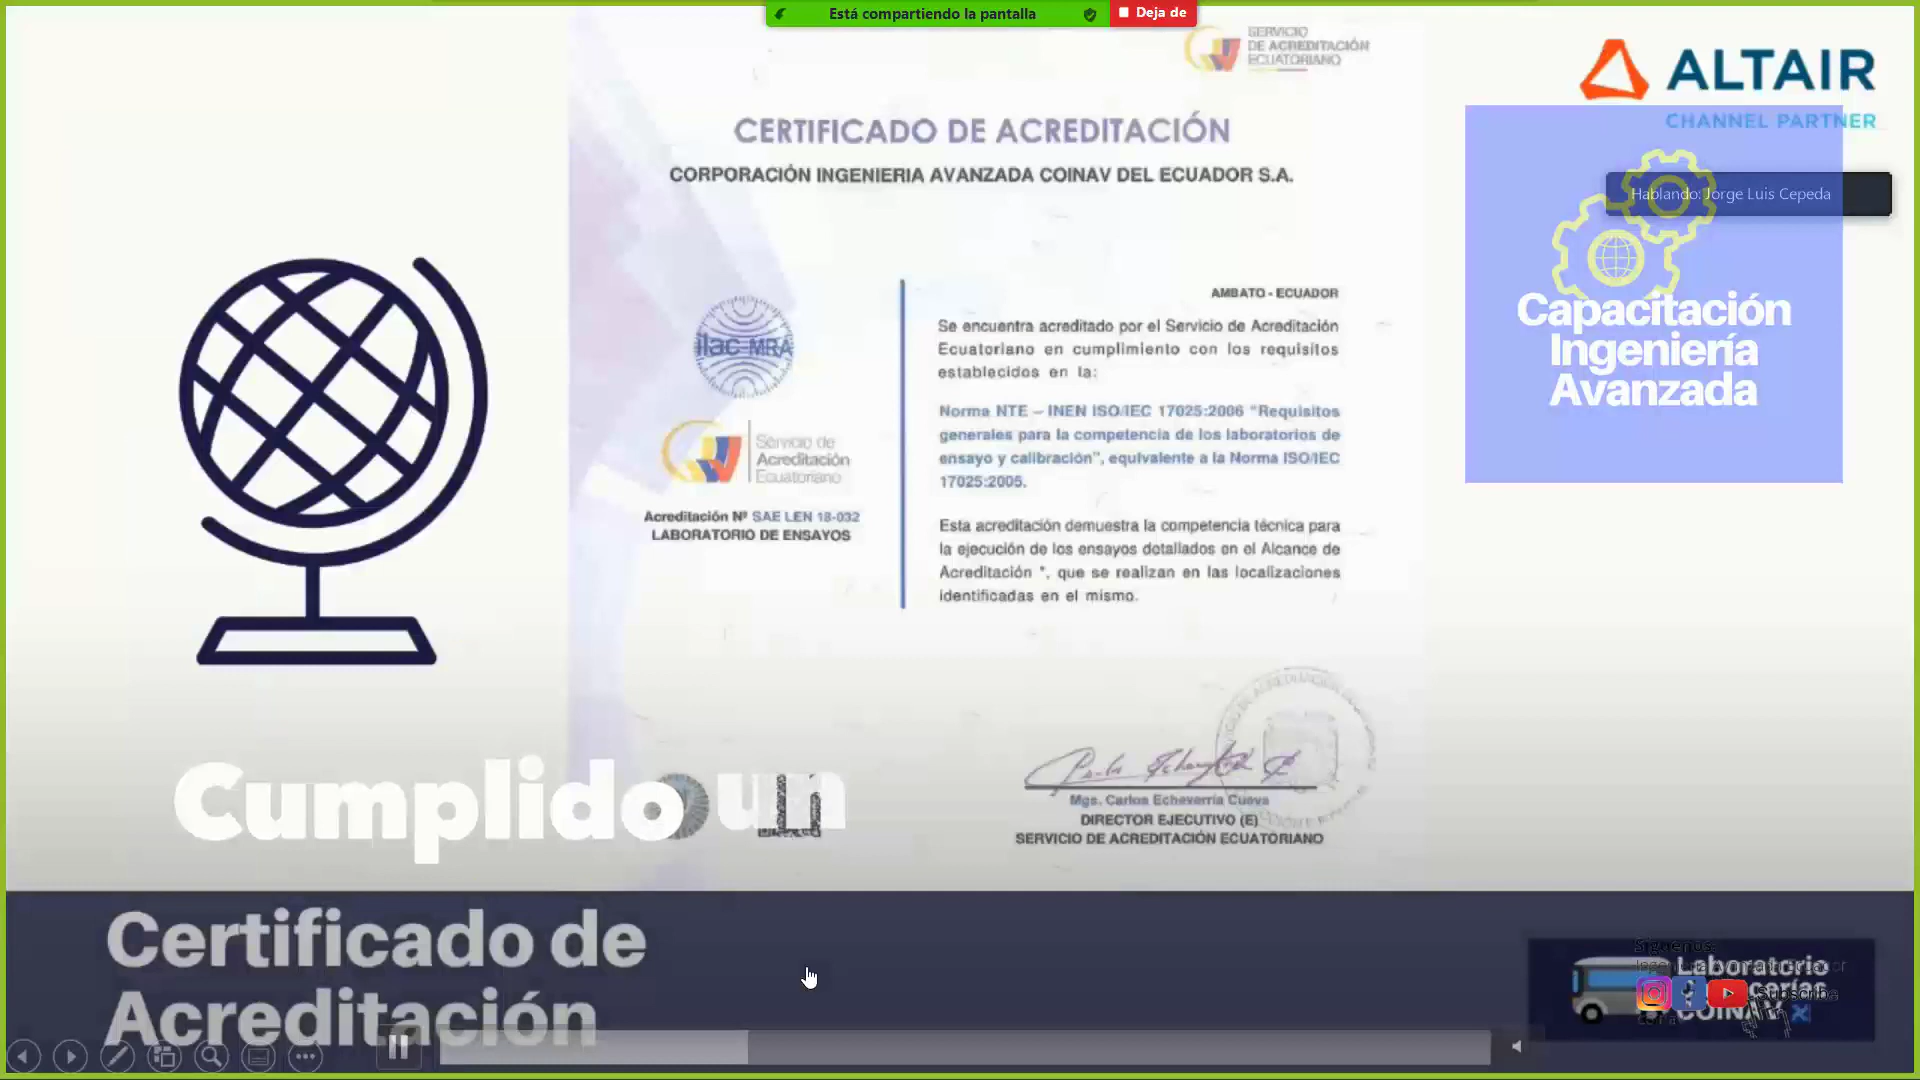 Está compartiendo la pantalla
Deja de
SERVICIO
DE ACREDITACIÓN
ECUATORIANO
ALTAIR
CHANNEL PARTNER
CERTIFICADO DE ACREDITACIÓN
CORPORACIÓN INGENIERIA AVANZADA COINAV DEL ECUADOR S.A.
Hablando: Jorge Luis Cepeda
Capacitación
Ingeniería
Avanzada
ilac-MRA
Servicio de
Acreditación
Ecuatoriano
Acreditación Nº SAE LEN 18-032
LABORATORIO DE ENSAYOS
AMBATO - ECUADOR
Se encuentra acreditado por el Servicio de Acreditación
Ecuatoriano en cumplimiento con los requisitos
establecidos en la:
Norma NTE – INEN ISO/IEC 17025:2006 "Requisitos
generales para la competencia de los laboratorios de
ensayo y calibración", equivalente a la Norma ISO/IEC
17025:2005.
Esta acreditación demuestra la competencia técnica para
la ejecución de los ensayos detallados en el Alcance de
Acreditación *, que se realizan en las localizaciones
identificadas en el mismo.
Mgs. Carlos Echeverría Cueva
DIRECTOR EJECUTIVO (E)
SERVICIO DE ACREDITACIÓN ECUATORIANO
Cumplido un
Certificado de
Acreditación
Síguenos:
Laboratorio
Subscribe